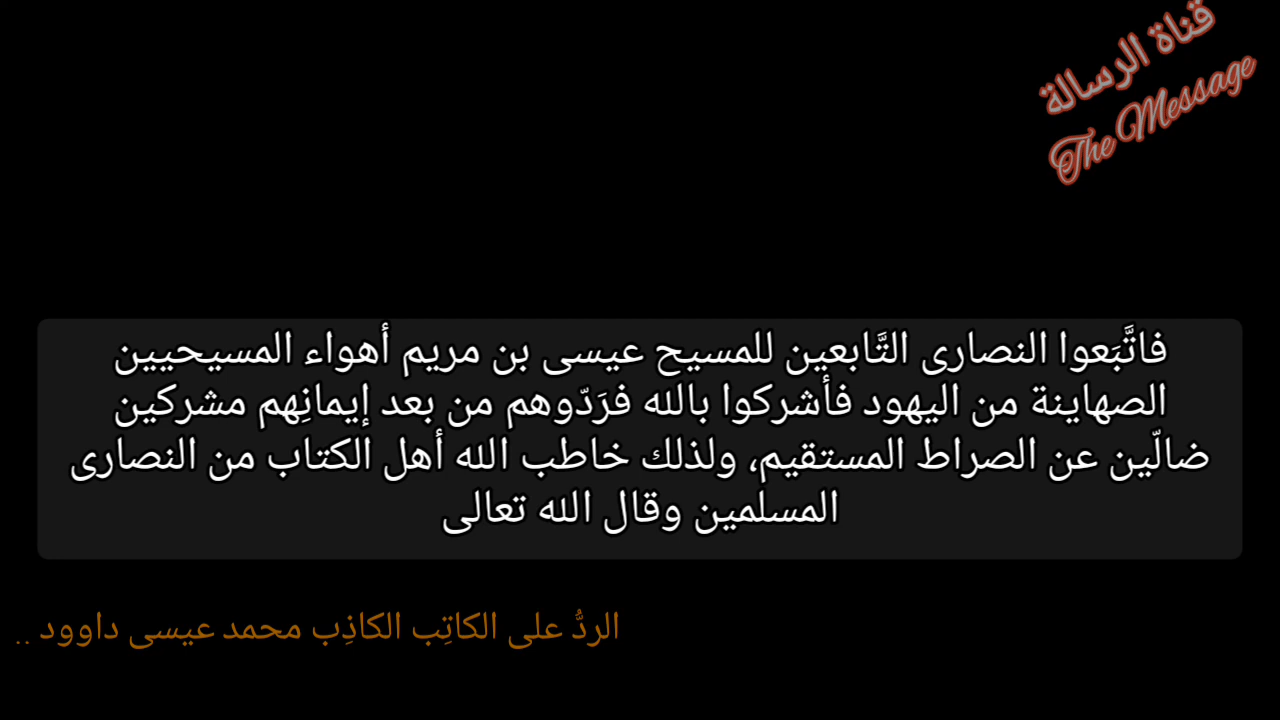 قناة الرسالة
The Message
فاتَّبَعوا النصارى التَّابعين للمسيح عيسى بن مريم أهواء المسيحيين
الصهاينة من اليهود فأشركوا بالله فرَدّوهم من بعد إيمانِهم مشركين
ضالّين عن الصراط المستقيم، ولذلك خاطب الله أهل الكتاب من النصارى
المسلمين وقال الله تعالى
الردُّ على الكاتِب الكاذِب محمد عيسى داوود ..